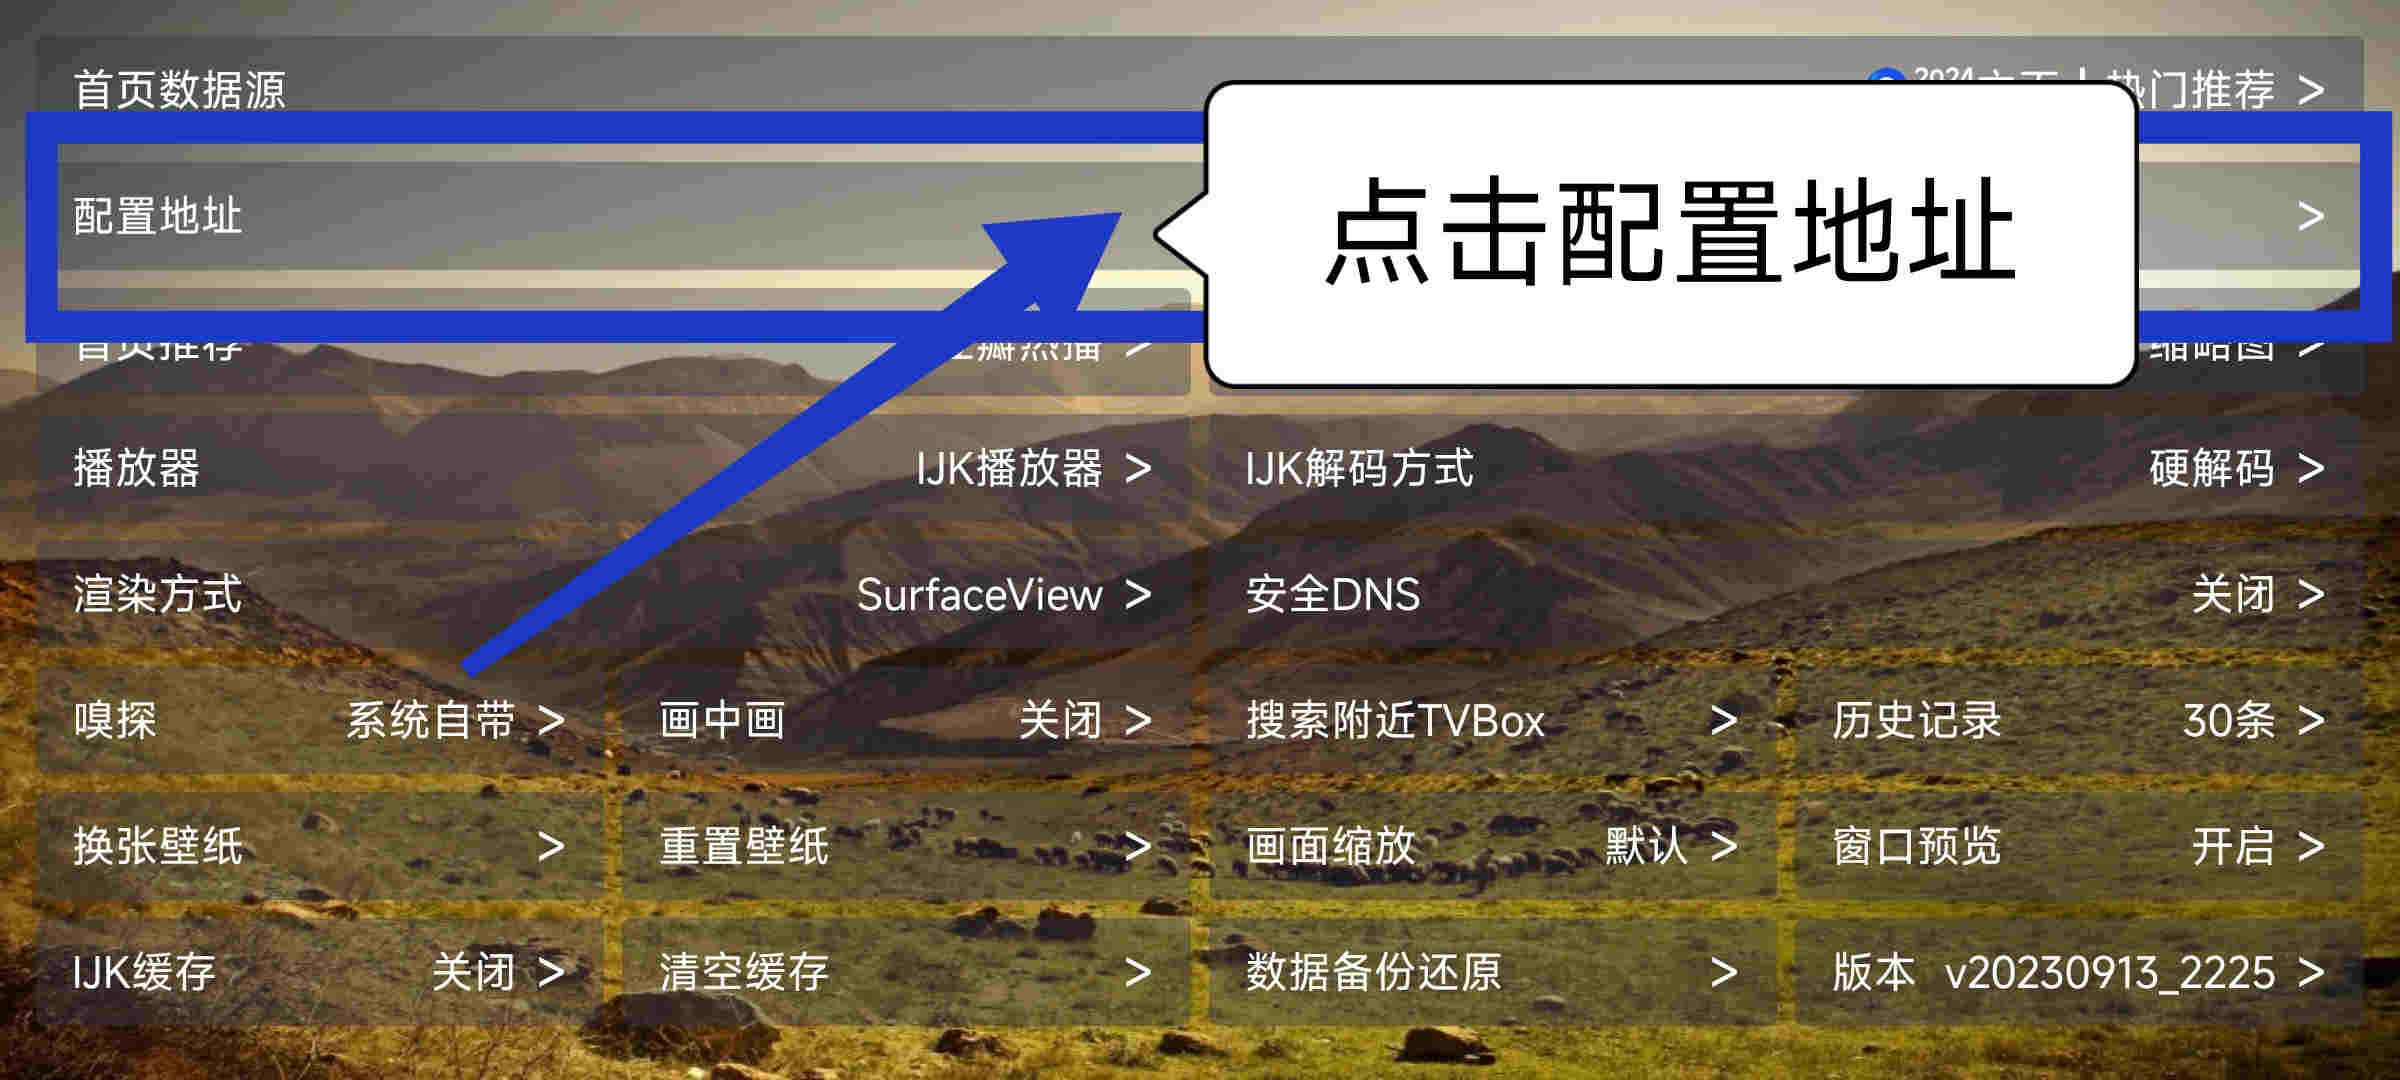 首页数据源 2024 热门推荐 >
配置地址 >
点击配置地址
首页推荐 豆瓣热播 > 缩略图 >
播放器 IJK播放器 > IJK解码方式 硬解码 >
渲染方式 SurfaceView > 安全DNS 关闭 >
嗅探 系统自带 > 画中画 关闭 > 搜索附近TVBox > 历史记录 30条 >
换张壁纸 > 重置壁纸 > 画面缩放 默认 > 窗口预览 开启 >
IJK缓存 关闭 > 清空缓存 > 数据备份还原 > 版本 v20230913_2225 >